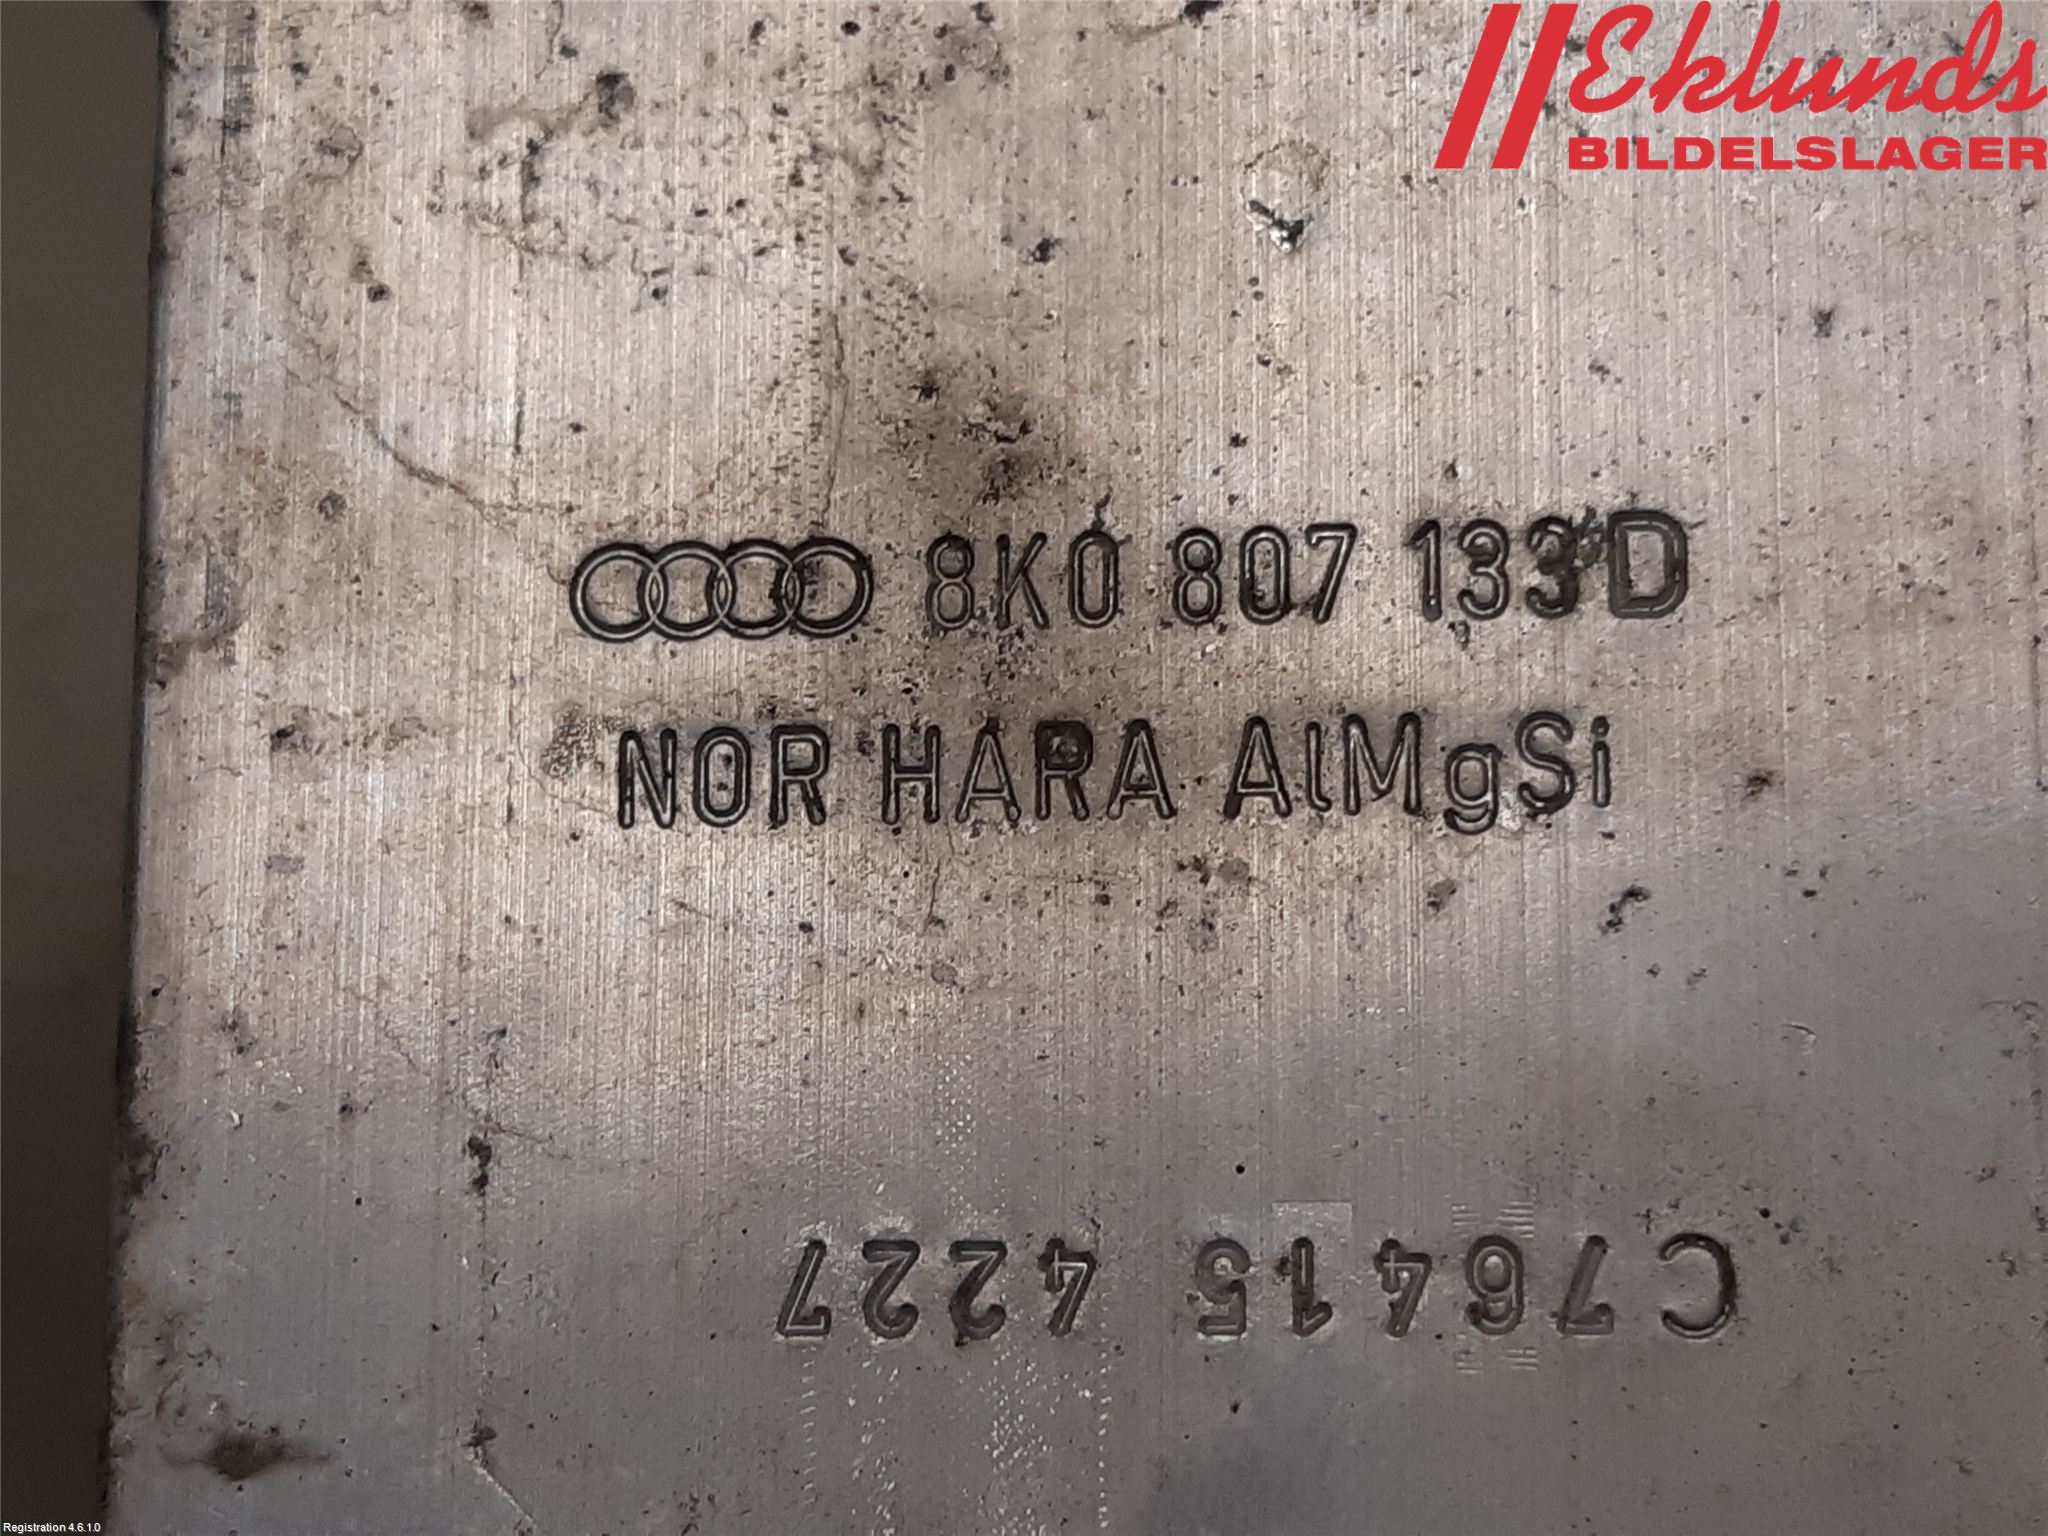 Eklunds
BILDELSLAGER
8K0 807 133 D
NOR HARA AlMgSi
C76415 4227
Registration 4.6.1.0